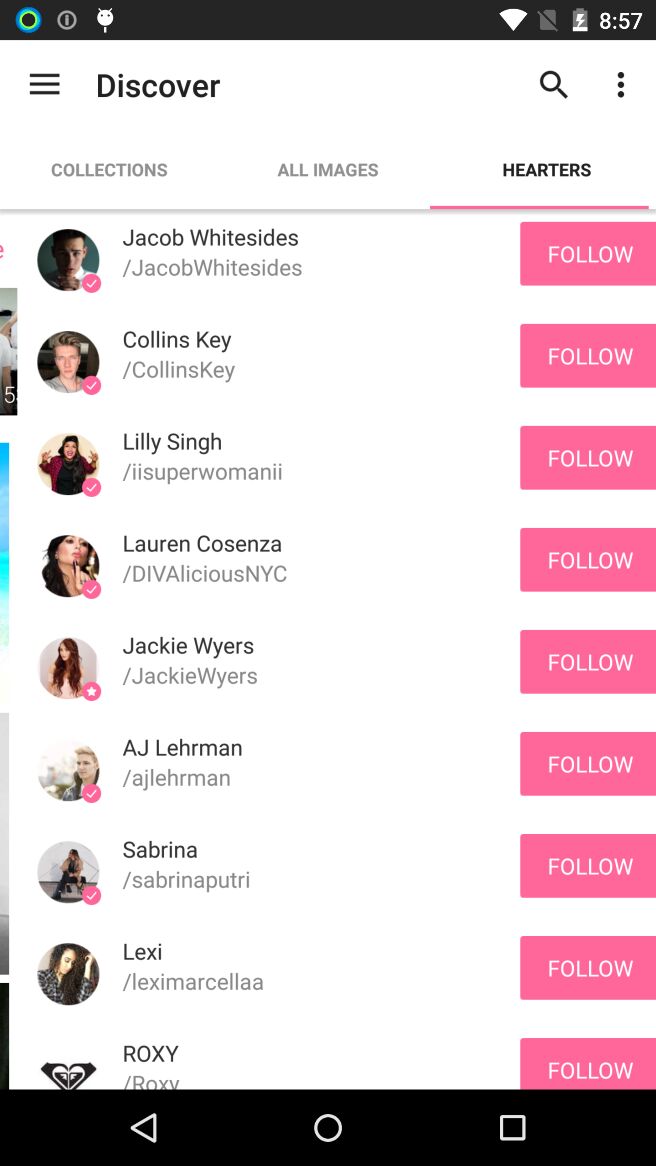 8:57
Discover
COLLECTIONS ALL IMAGES HEARTERS
Jacob Whitesides
/JacobWhitesides
FOLLOW
Collins Key
/CollinsKey
FOLLOW
Lilly Singh
/iisuperwomanii
FOLLOW
Lauren Cosenza
/DIVAliciousNYC
FOLLOW
Jackie Wyers
/JackieWyers
FOLLOW
AJ Lehrman
/ajlehrman
FOLLOW
Sabrina
/sabrinaputri
FOLLOW
Lexi
/leximarcellaa
FOLLOW
ROXY
/Roxy
FOLLOW